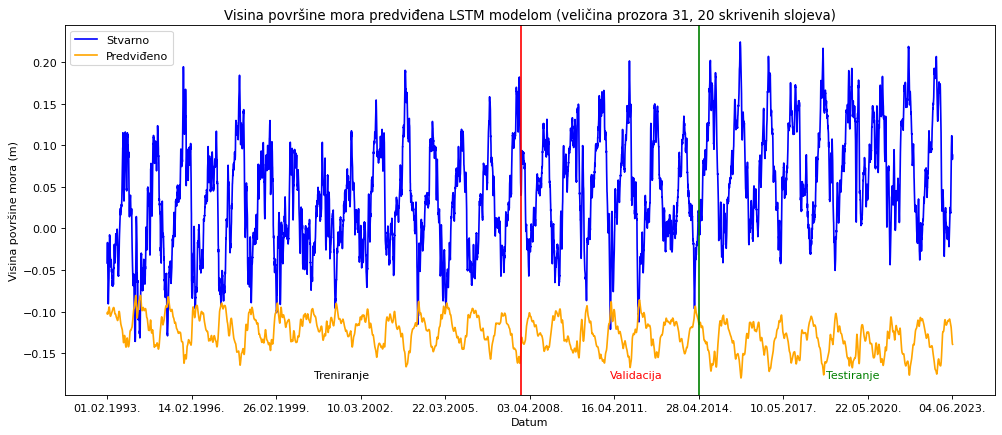 Visina površine mora predviđena LSTM modelom (veličina prozora 31, 20 skrivenih slojeva)
Stvarno
Predviđeno
Visina površine mora (m)
0.20
0.15
0.10
0.05
0.00
−0.05
−0.10
−0.15
Treniranje
Validacija
Testiranje
01.02.1993.
14.02.1996.
26.02.1999.
10.03.2002.
22.03.2005.
03.04.2008.
16.04.2011.
28.04.2014.
10.05.2017.
22.05.2020.
04.06.2023.
Datum